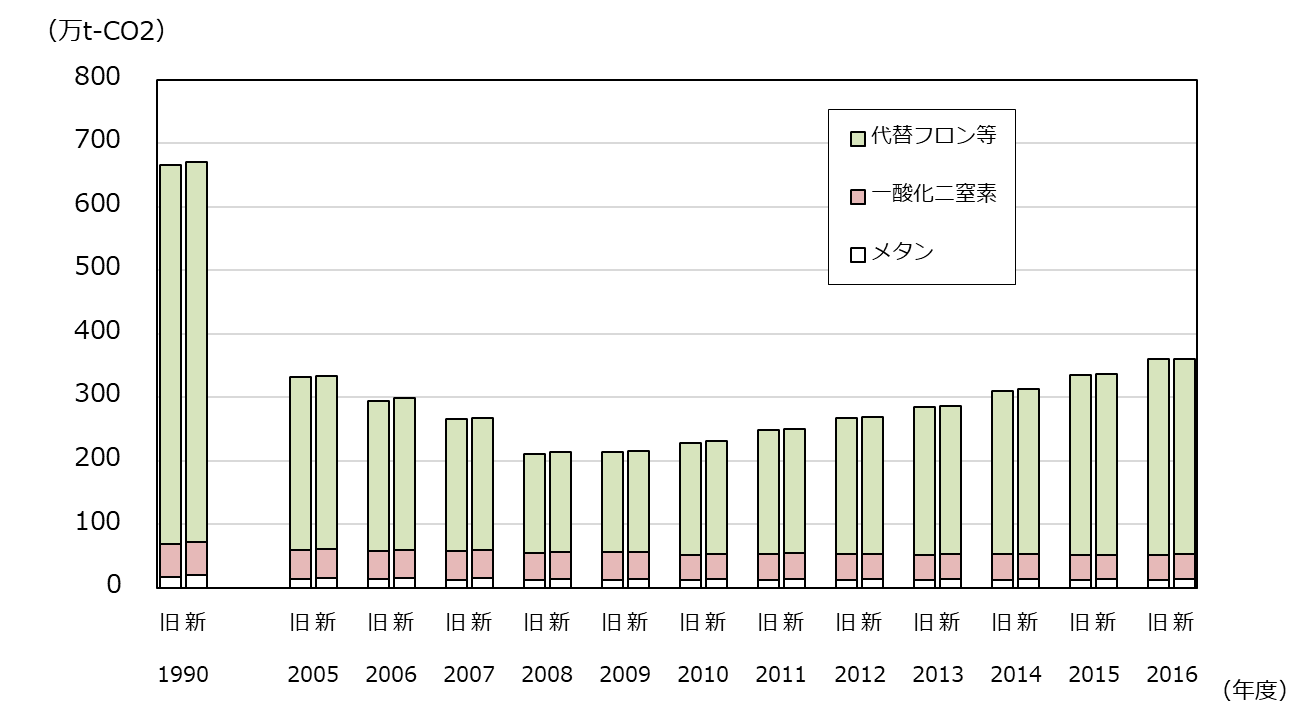 （万t-CO2）
800
700
600
500
400
300
200
100
0
代替フロン等
一酸化二窒素
メタン
旧 新 旧 新 旧 新 旧 新 旧 新 旧 新 旧 新 旧 新 旧 新 旧 新 旧 新 旧 新 旧 新
1990 2005 2006 2007 2008 2009 2010 2011 2012 2013 2014 2015 2016
（年度）